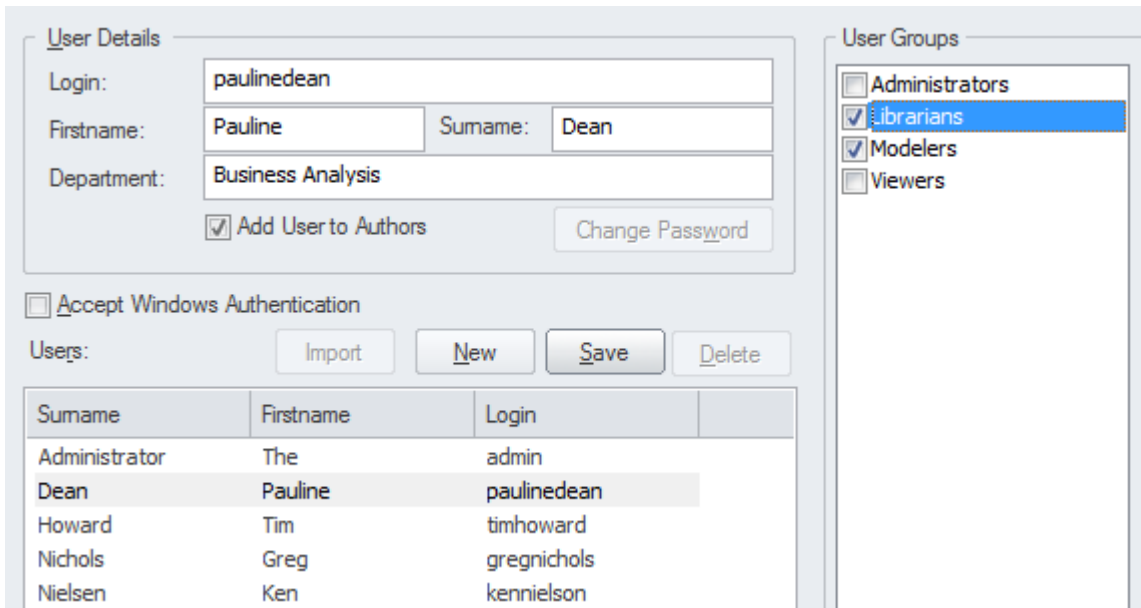 User Details
Login: paulinedean
Firstname: Pauline Surname: Dean
Department: Business Analysis
Add User to Authors Change Password
Accept Windows Authentication
Users: Import New Save Delete
Surname Firstname Login
Administrator The admin
Dean Pauline paulinedean
Howard Tim timhoward
Nichols Greg gregnichols
Nielsen Ken kennielson
User Groups
Administrators
Librarians
Modelers
Viewers